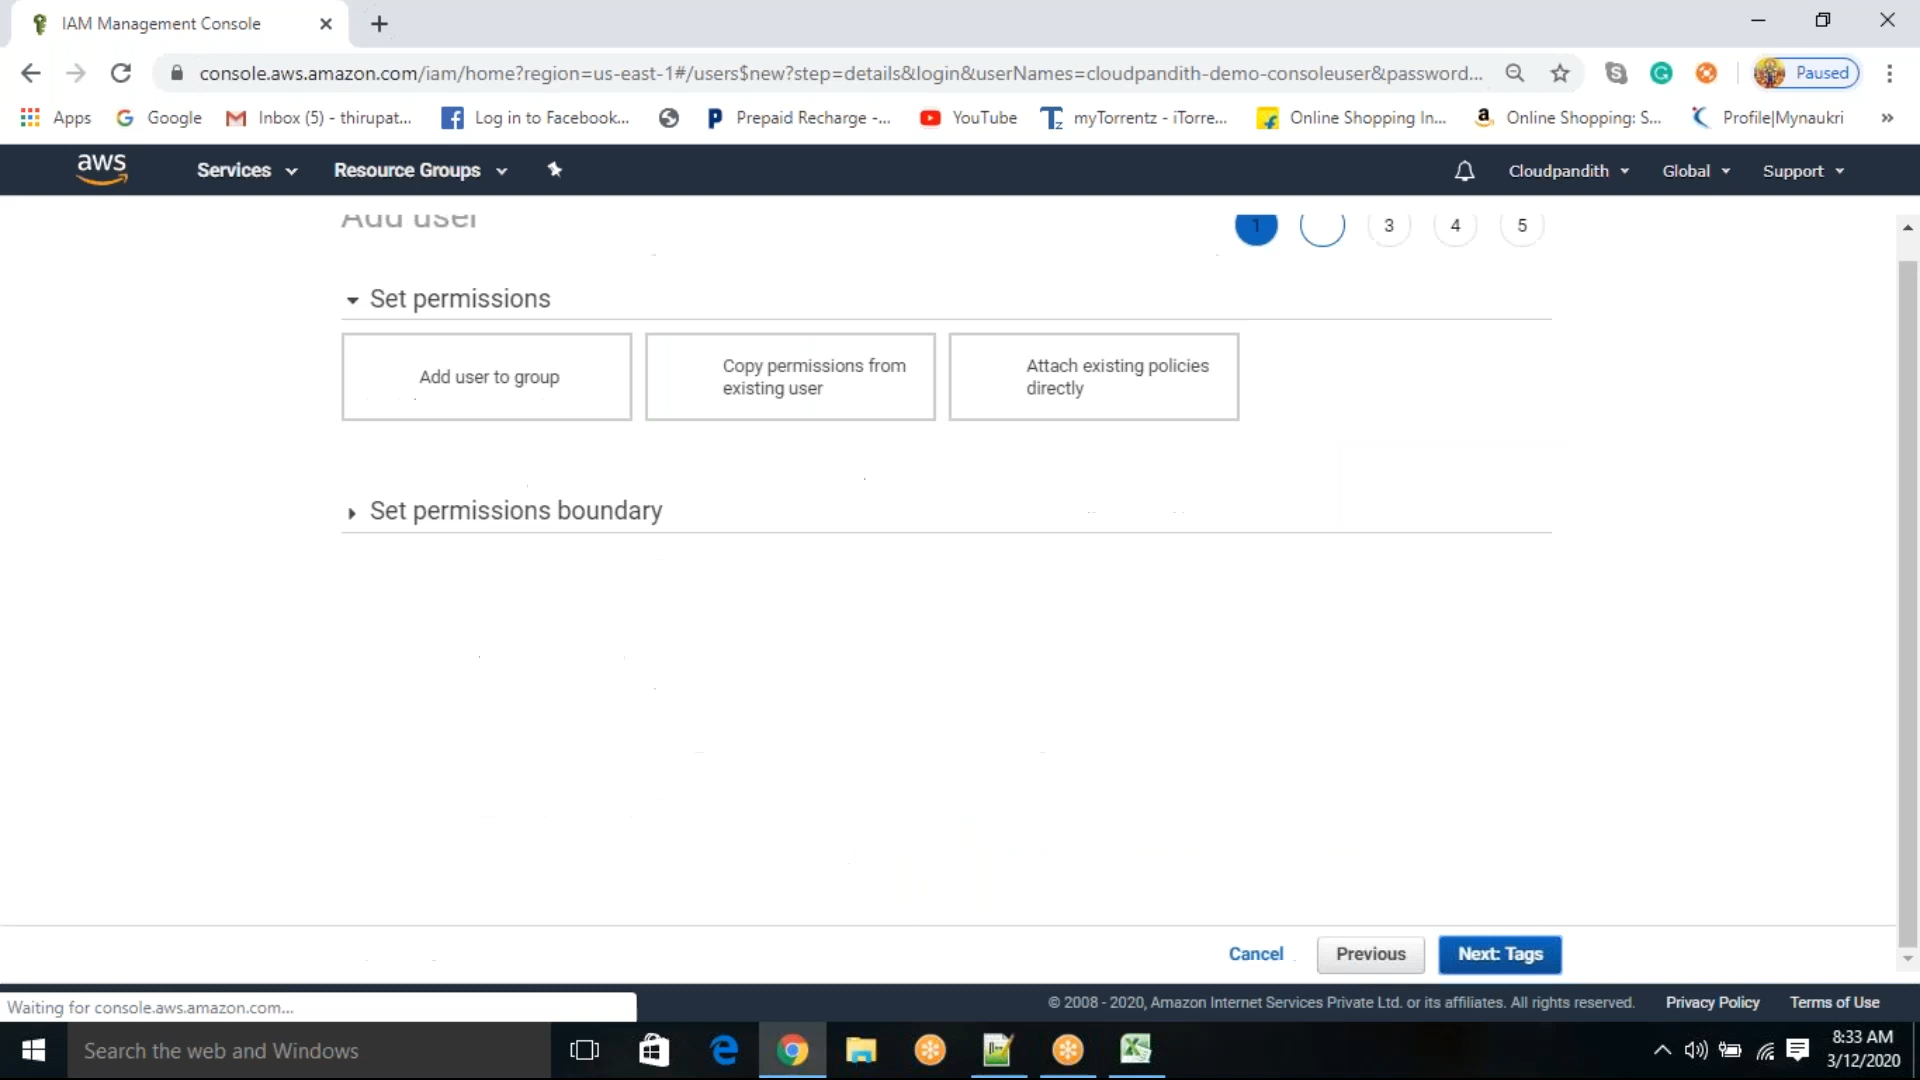 IAM Management Console
console.aws.amazon.com/iam/home?region=us-east-1#/users$new?step=details&login&userNames=cloudpandith-demo-consoleuser&password...
Paused
Apps
Google
Inbox (5) - thirupat...
Log in to Facebook...
Prepaid Recharge -...
YouTube
myTorrentz - iTorre...
Online Shopping In...
Online Shopping: S...
Profile|Mynaukri
»
aws
Services
Resource Groups
Cloudpandith
Global
Support
Add user
1
3
4
5
Set permissions
Add user to group
Copy permissions from
existing user
Attach existing policies
directly
Set permissions boundary
Cancel
Previous
Next: Tags
Waiting for console.aws.amazon.com...
© 2008 - 2020, Amazon Internet Services Private Ltd. or its affiliates. All rights reserved.
Privacy Policy
Terms of Use
Search the web and Windows
8:33 AM
3/12/2020